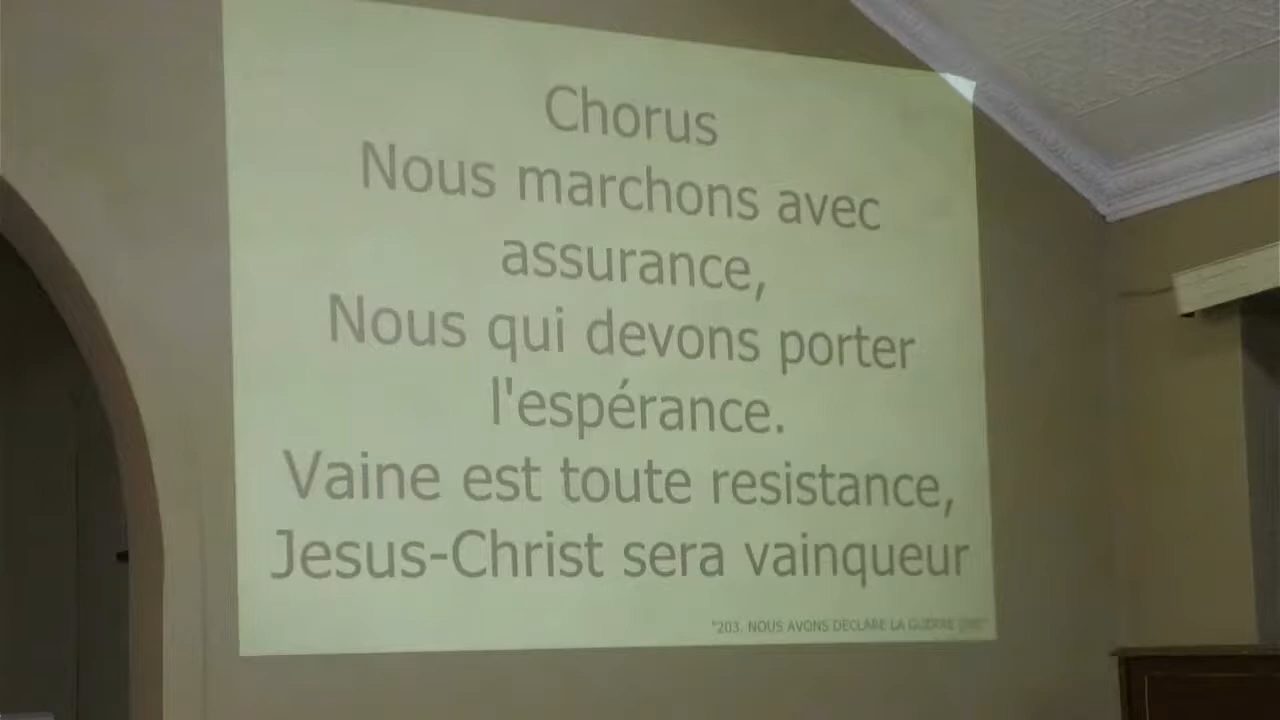 Chorus
Nous marchons avec
assurance,
Nous qui devons porter
l'espérance.
Vaine est toute resistance,
Jesus-Christ sera vainqueur
"203. NOUS AVONS DECLARE LA GUERRE